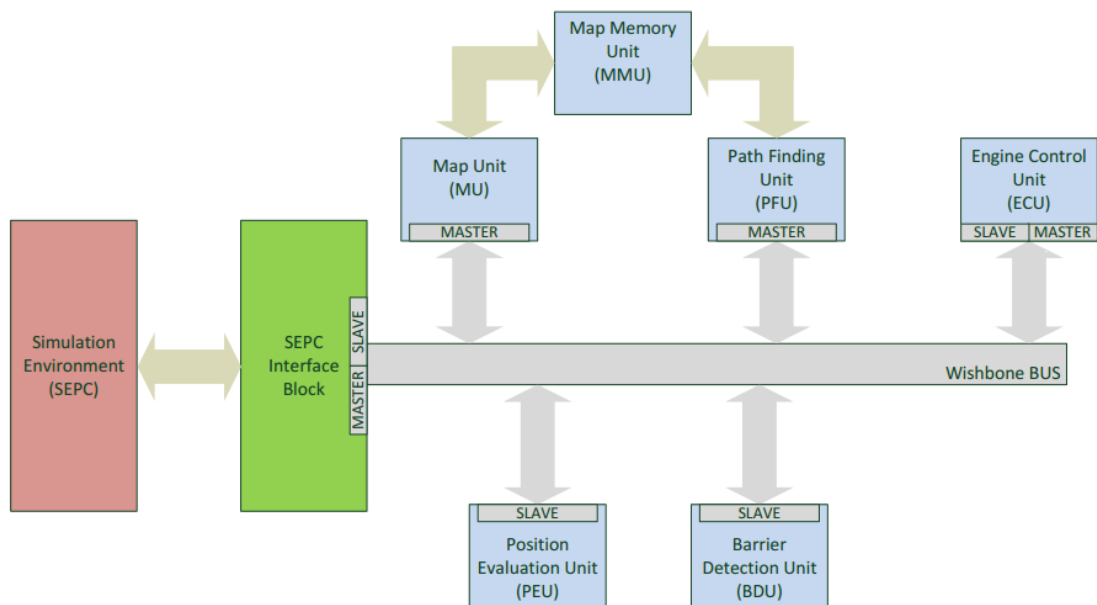 Map Memory
Unit
(MMU)
Map Unit
(MU)
MASTER
Path Finding
Unit
(PFU)
MASTER
Engine Control
Unit
(ECU)
SLAVE
MASTER
Simulation
Environment
(SEPC)
SEPC
Interface
Block
SLAVE
MASTER
Wishbone BUS
SLAVE
Position
Evaluation Unit
(PEU)
SLAVE
Barrier
Detection Unit
(BDU)